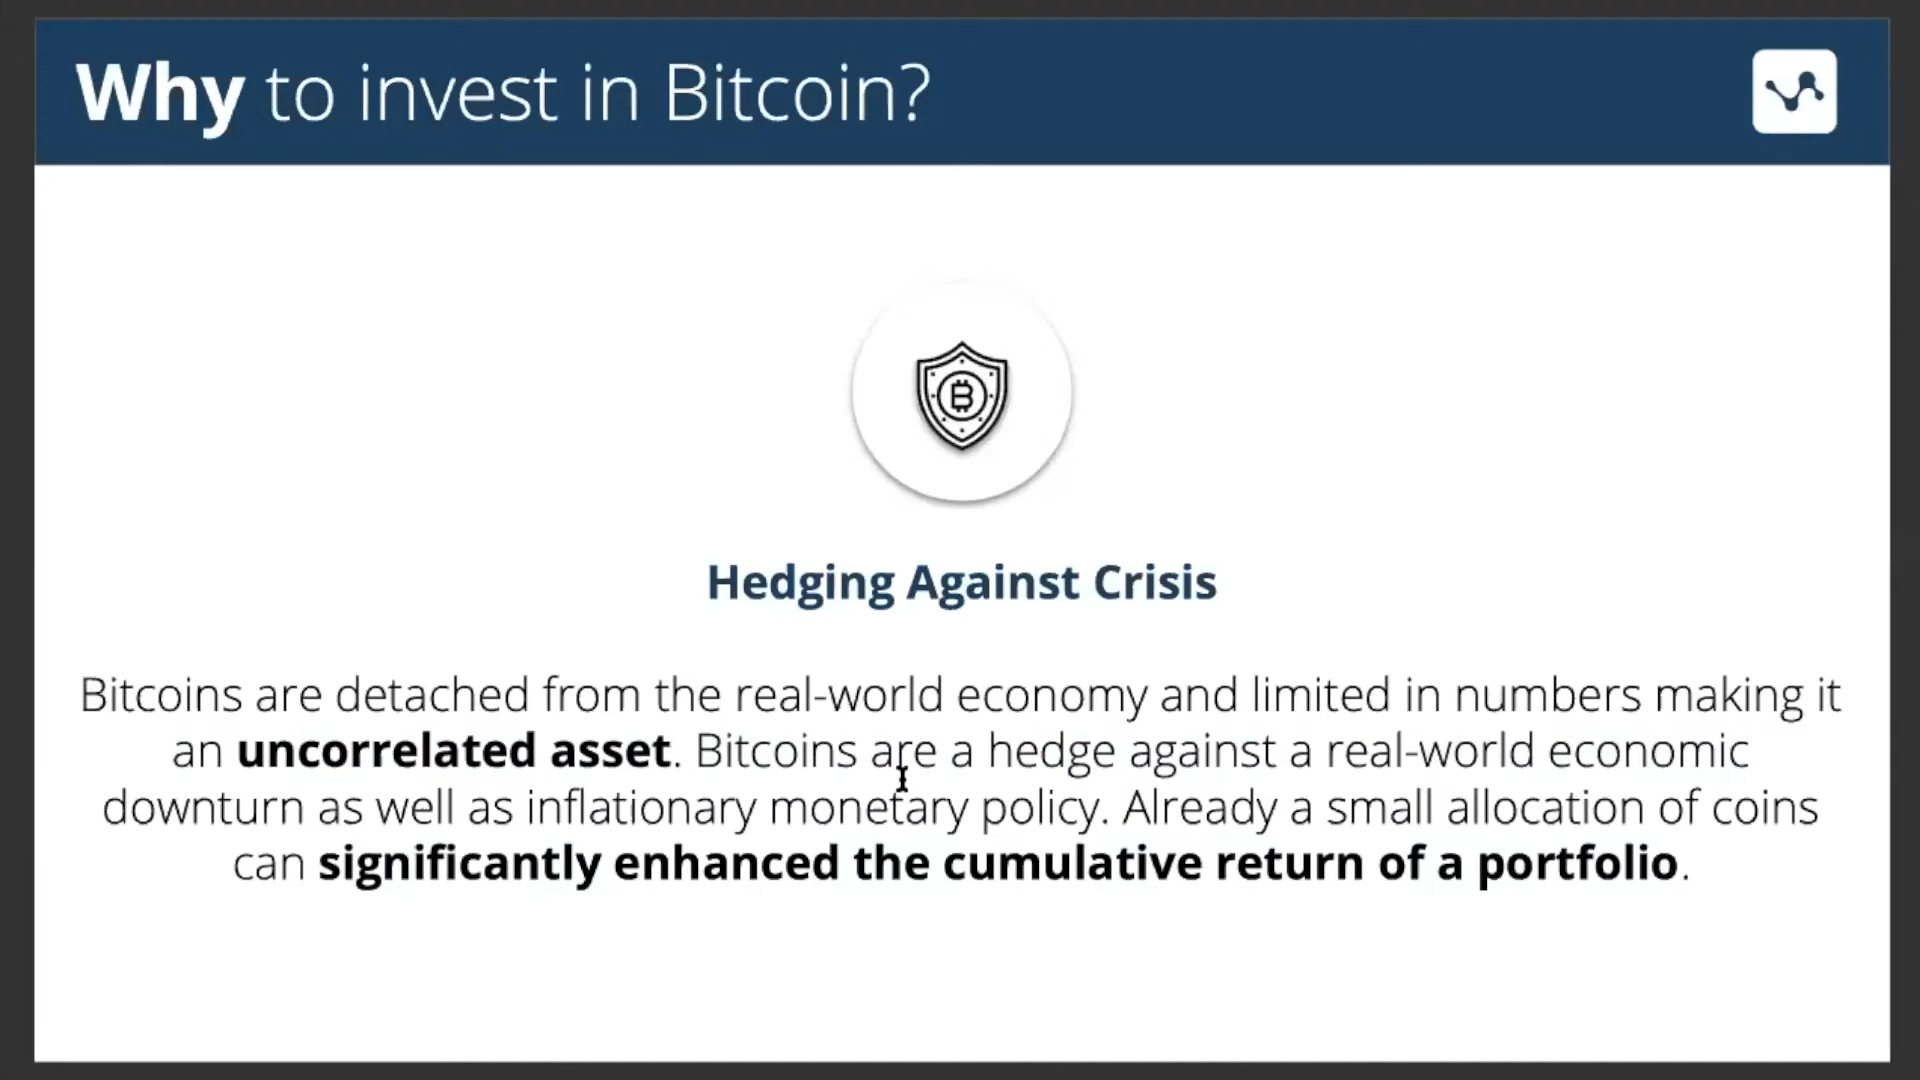 Why to invest in Bitcoin?
Hedging Against Crisis
Bitcoins are detached from the real-world economy and limited in numbers making it
an uncorrelated asset. Bitcoins are a hedge against a real-world economic
downturn as well as inflationary monetary policy. Already a small allocation of coins
can significantly enhanced the cumulative return of a portfolio.